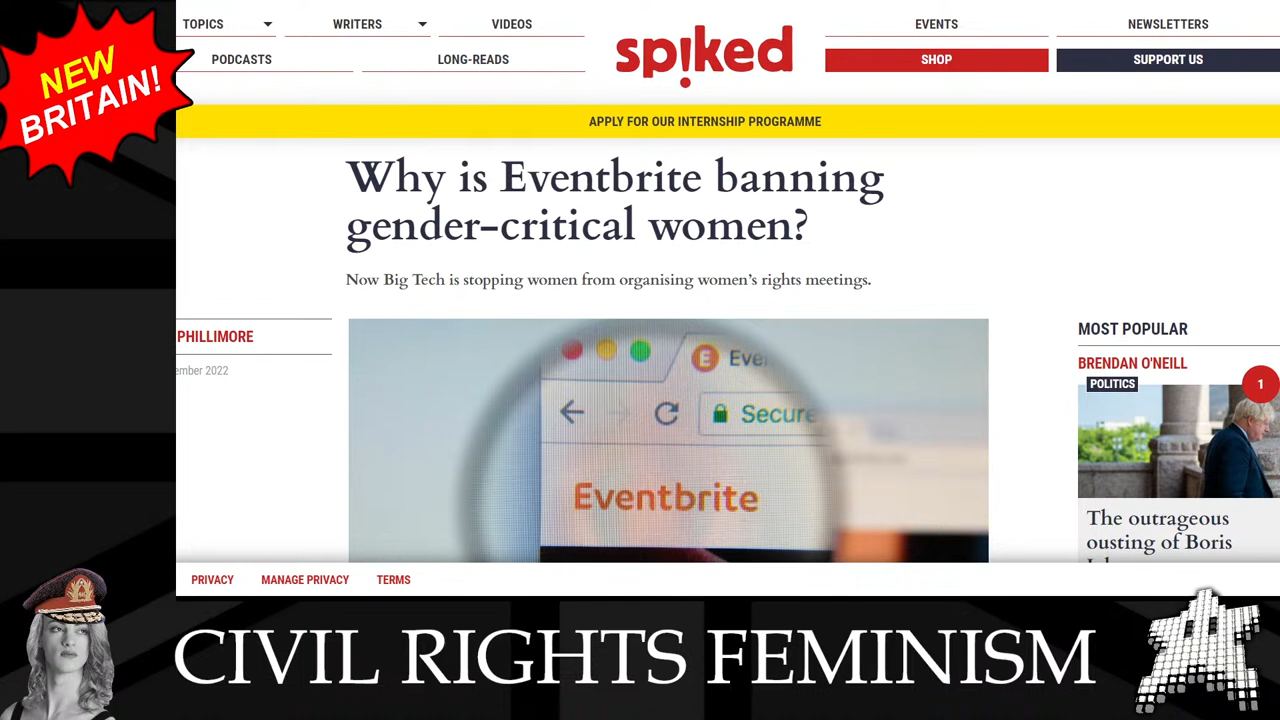 NEW
BRITAIN!
TOPICS
WRITERS
VIDEOS
PODCASTS
LONG-READS
spiked
EVENTS
NEWSLETTERS
SHOP
SUPPORT US
APPLY FOR OUR INTERNSHIP PROGRAMME
Why is Eventbrite banning
gender-critical women?
Now Big Tech is stopping women from organising women's rights meetings.
PHILLIMORE
ember 2022
E Even
Secure
Eventbrite
MOST POPULAR
BRENDAN O'NEILL
POLITICS
1
The outrageous
ousting of Boris
PRIVACY
MANAGE PRIVACY
TERMS
CIVIL RIGHTS FEMINISM